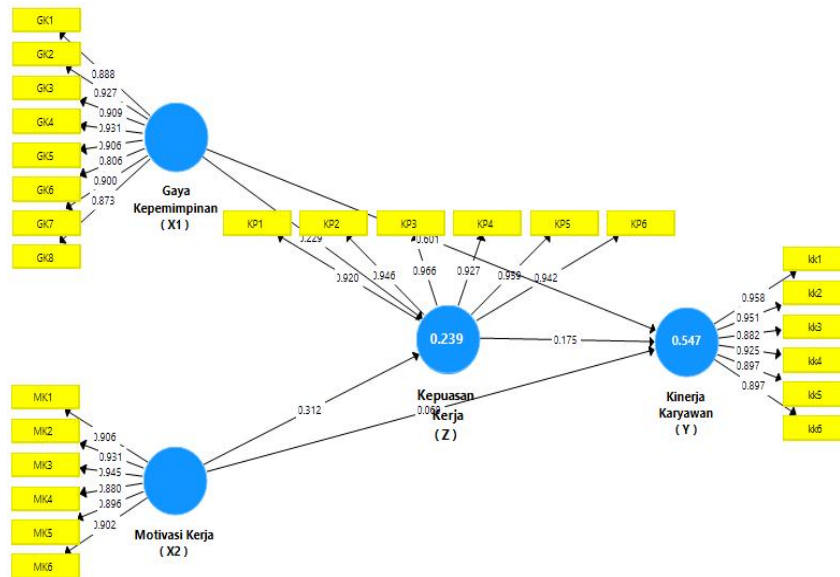 GK1
GK2
GK3
GK4
GK5
GK6
GK7
GK8
0.888
0.927
0.909
0.931
0.906
0.806
0.900
0.873
Gaya
Kepemimpinan
( X1 )
KP1
KP2
KP3
KP4
KP5
KP6
0.229
0.601
0.920
0.946
0.966
0.927
0.959
0.942
0.239
Kepuasan
Kerja
( Z )
0.175
0.312
kk1
kk2
kk3
kk4
kk5
kk6
0.958
0.951
0.882
0.925
0.897
0.897
0.547
Kinerja
Karyawan
( Y )
MK1
MK2
MK3
MK4
MK5
MK6
0.906
0.931
0.945
0.880
0.896
0.902
Motivasi Kerja
( X2 )